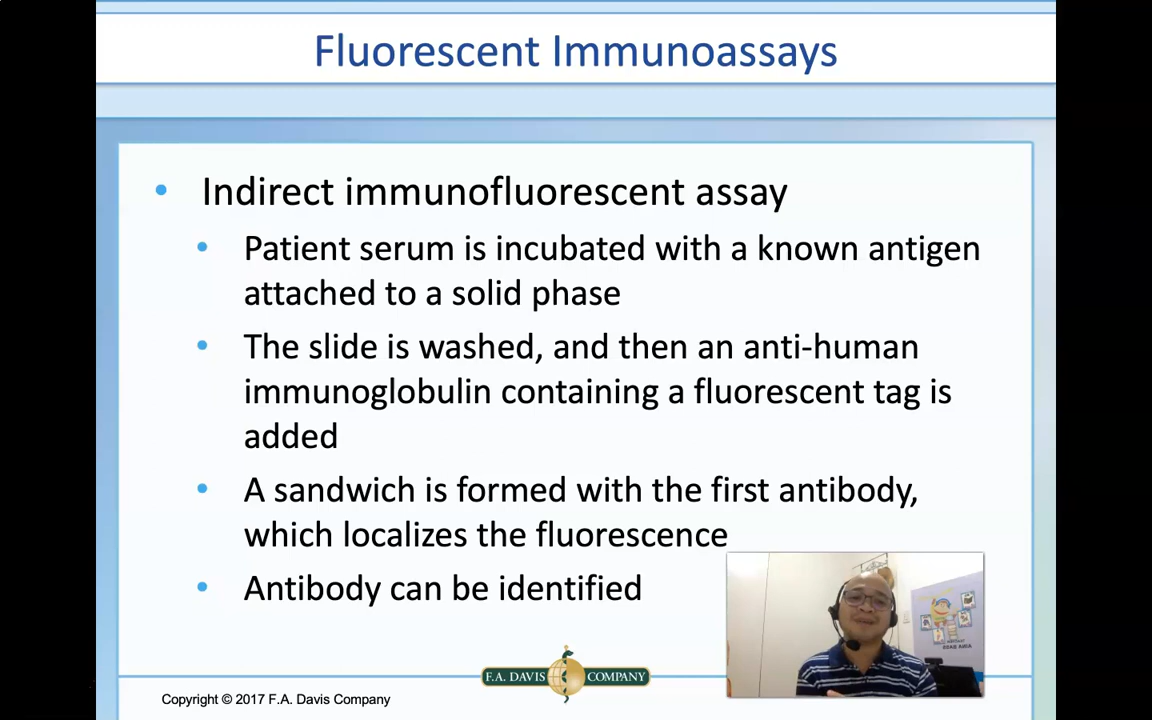 Fluorescent Immunoassays
• Indirect immunofluorescent assay
• Patient serum is incubated with a known antigen
attached to a solid phase
• The slide is washed, and then an anti-human
immunoglobulin containing a fluorescent tag is
added
• A sandwich is formed with the first antibody,
which localizes the fluorescence
• Antibody can be identified
F.A. DAVIS COMPANY
Copyright © 2017 F.A. Davis Company